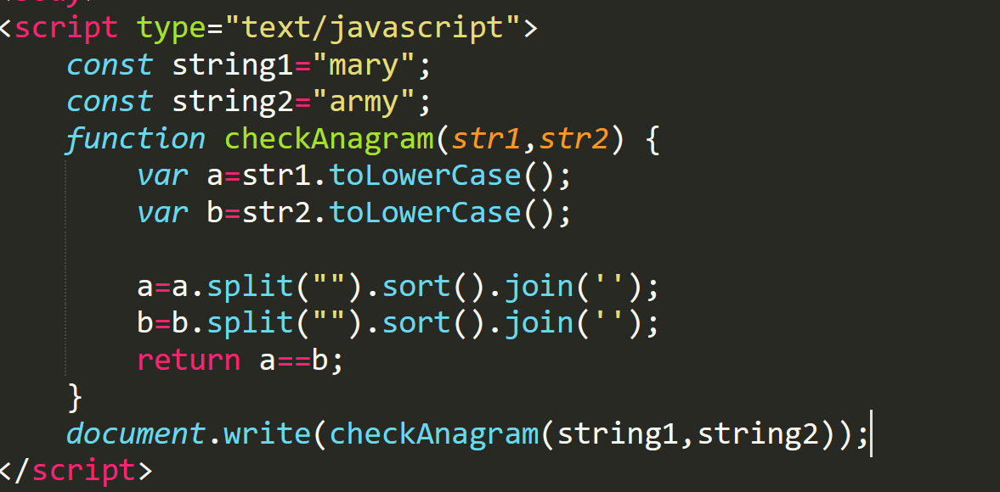 <script type="text/javascript">
const string1="mary";
const string2="army";
function checkAnagram(str1,str2) {
var a=str1.toLowerCase();
var b=str2.toLowerCase();
a=a.split("").sort().join('');
b=b.split("").sort().join('');
return a==b;
}
document.write(checkAnagram(string1,string2));
</script>